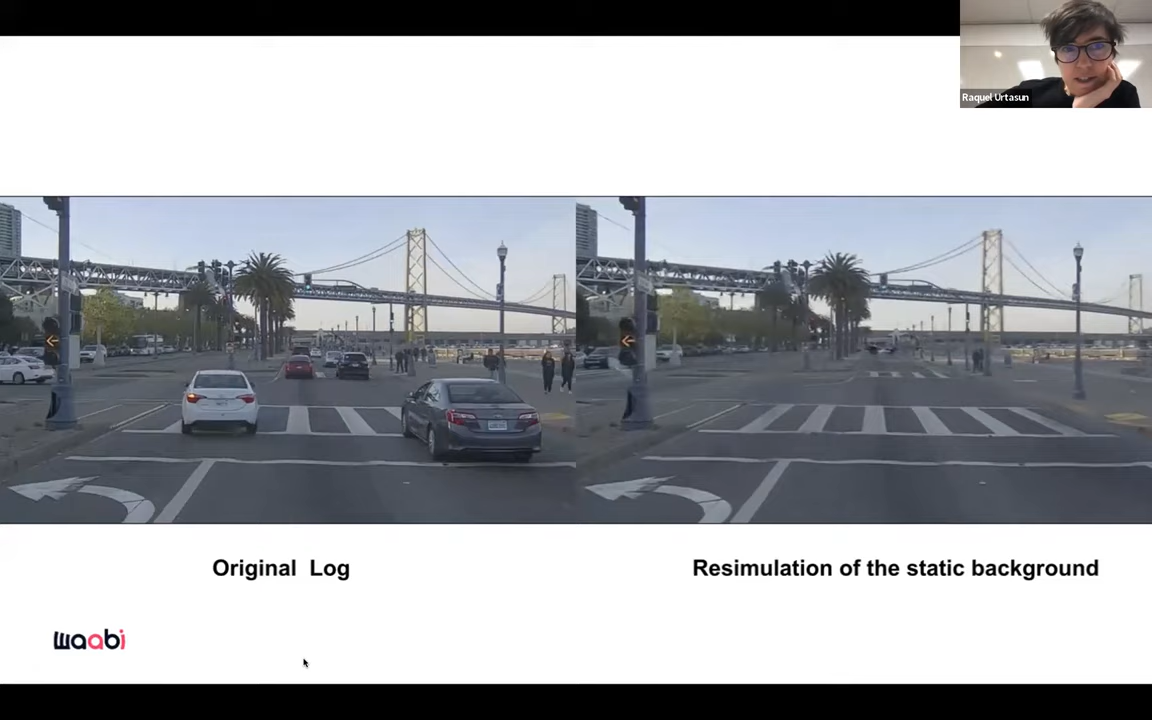 Raquel Urtasun
Original Log
Resimulation of the static background
waabi